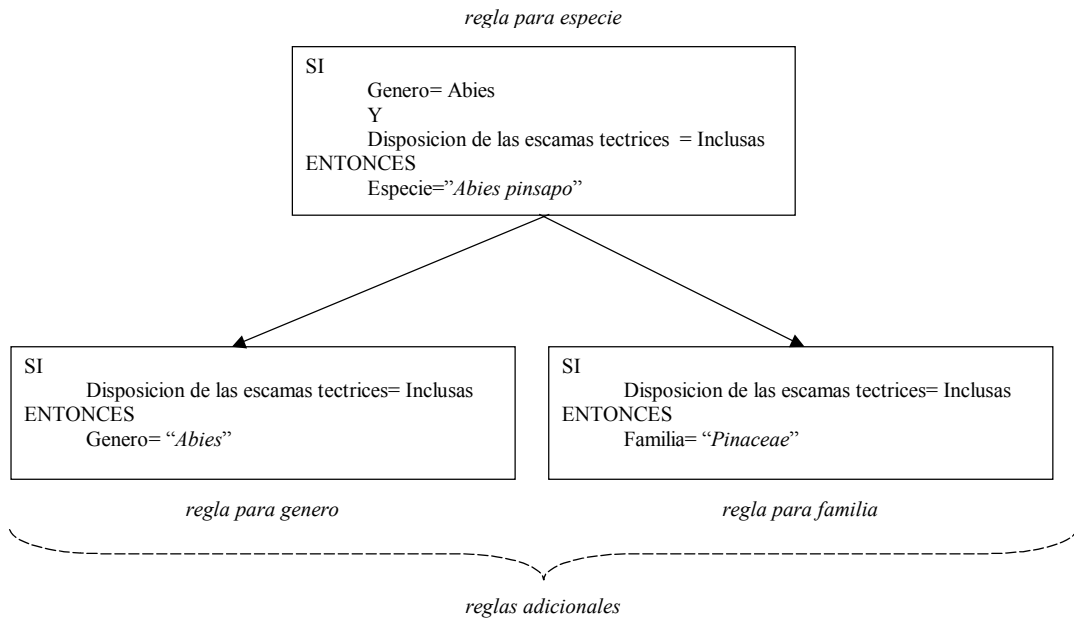 regla para especie
SI
Genero= Abies
Y
Disposicion de las escamas tectrices = Inclusas
ENTONCES
Especie=”Abies pinsapo”
SI
Disposicion de las escamas tectrices= Inclusas
ENTONCES
Genero= “Abies”
regla para genero
SI
Disposicion de las escamas tectrices= Inclusas
ENTONCES
Familia= “Pinaceae”
regla para familia
reglas adicionales